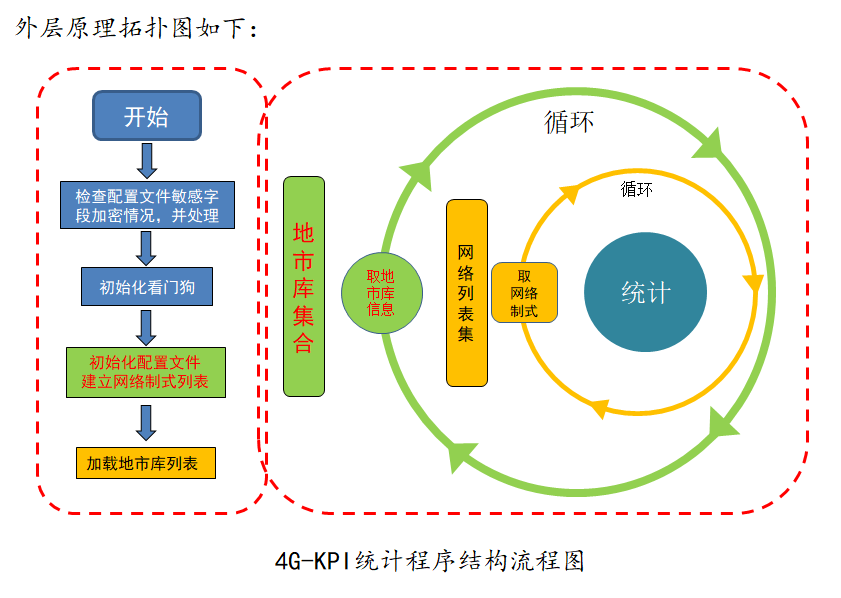 外层原理拓扑图如下：
开始
检查配置文件敏感字
段加密情况，并处理
初始化看门狗
初始化配置文件
建立网络制式列表
加载地市库列表
地
市
库
集
合
循环
取地
市库
信息
网
络
列
表
集
循环
取
网络
制式
统计
4G-KPI统计程序结构流程图